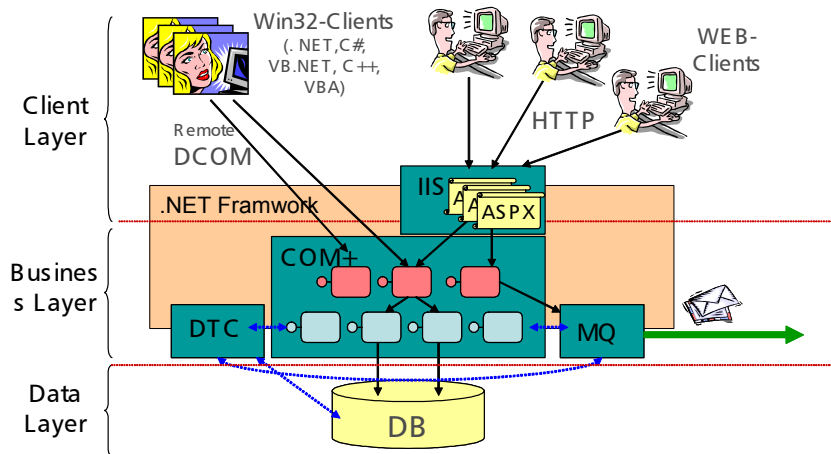 Win32-Clients
(. NET,C#,
VB.NET, C++,
VBA)
WEB-
Clients
Client
Layer
Remote
DCOM
HTTP
IIS
A
A
ASPX
.NET Framwork
COM+
Busines
s Layer
DTC
MQ
Data
Layer
DB